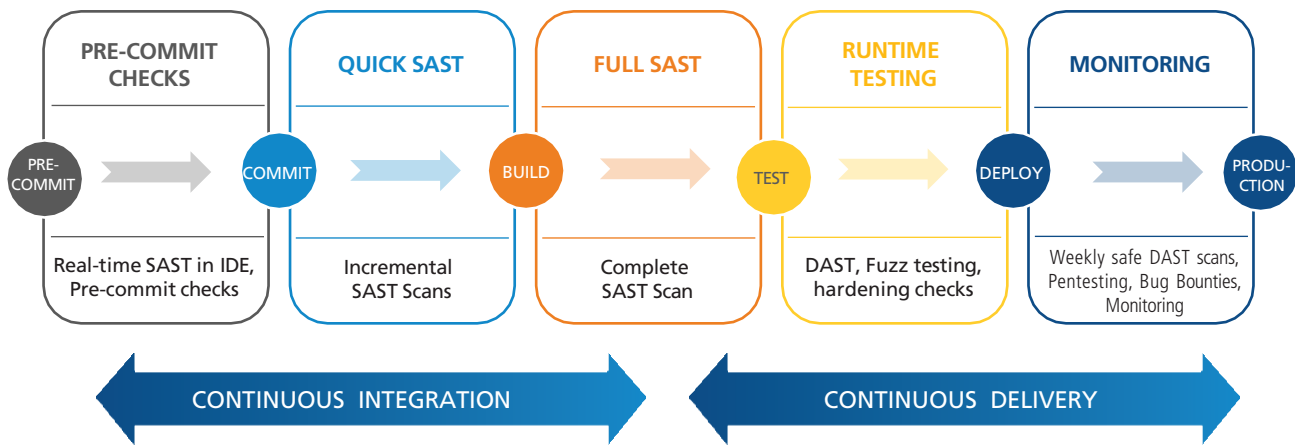 PRE-COMMIT
CHECKS
QUICK SAST
FULL SAST
RUNTIME
TESTING
MONITORING
PRE-
COMMIT
COMMIT
BUILD
TEST
DEPLOY
PRODU-
CTION
Real-time SAST in IDE,
Pre-commit checks
Incremental
SAST Scans
Complete
SAST Scan
DAST, Fuzz testing,
hardening checks
Weekly safe DAST scans,
Pentesting, Bug Bounties,
Monitoring
CONTINUOUS INTEGRATION
CONTINUOUS DELIVERY